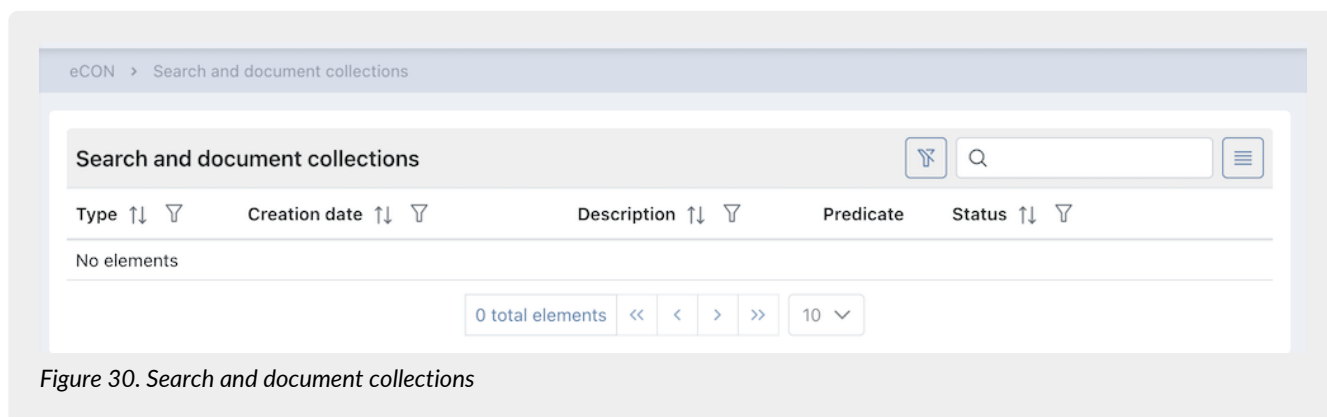 eCON > Search and document collections
Search and document collections
Type Creation date Description Predicate Status
No elements
0 total elements << < > >> 10
Figure 30. Search and document collections